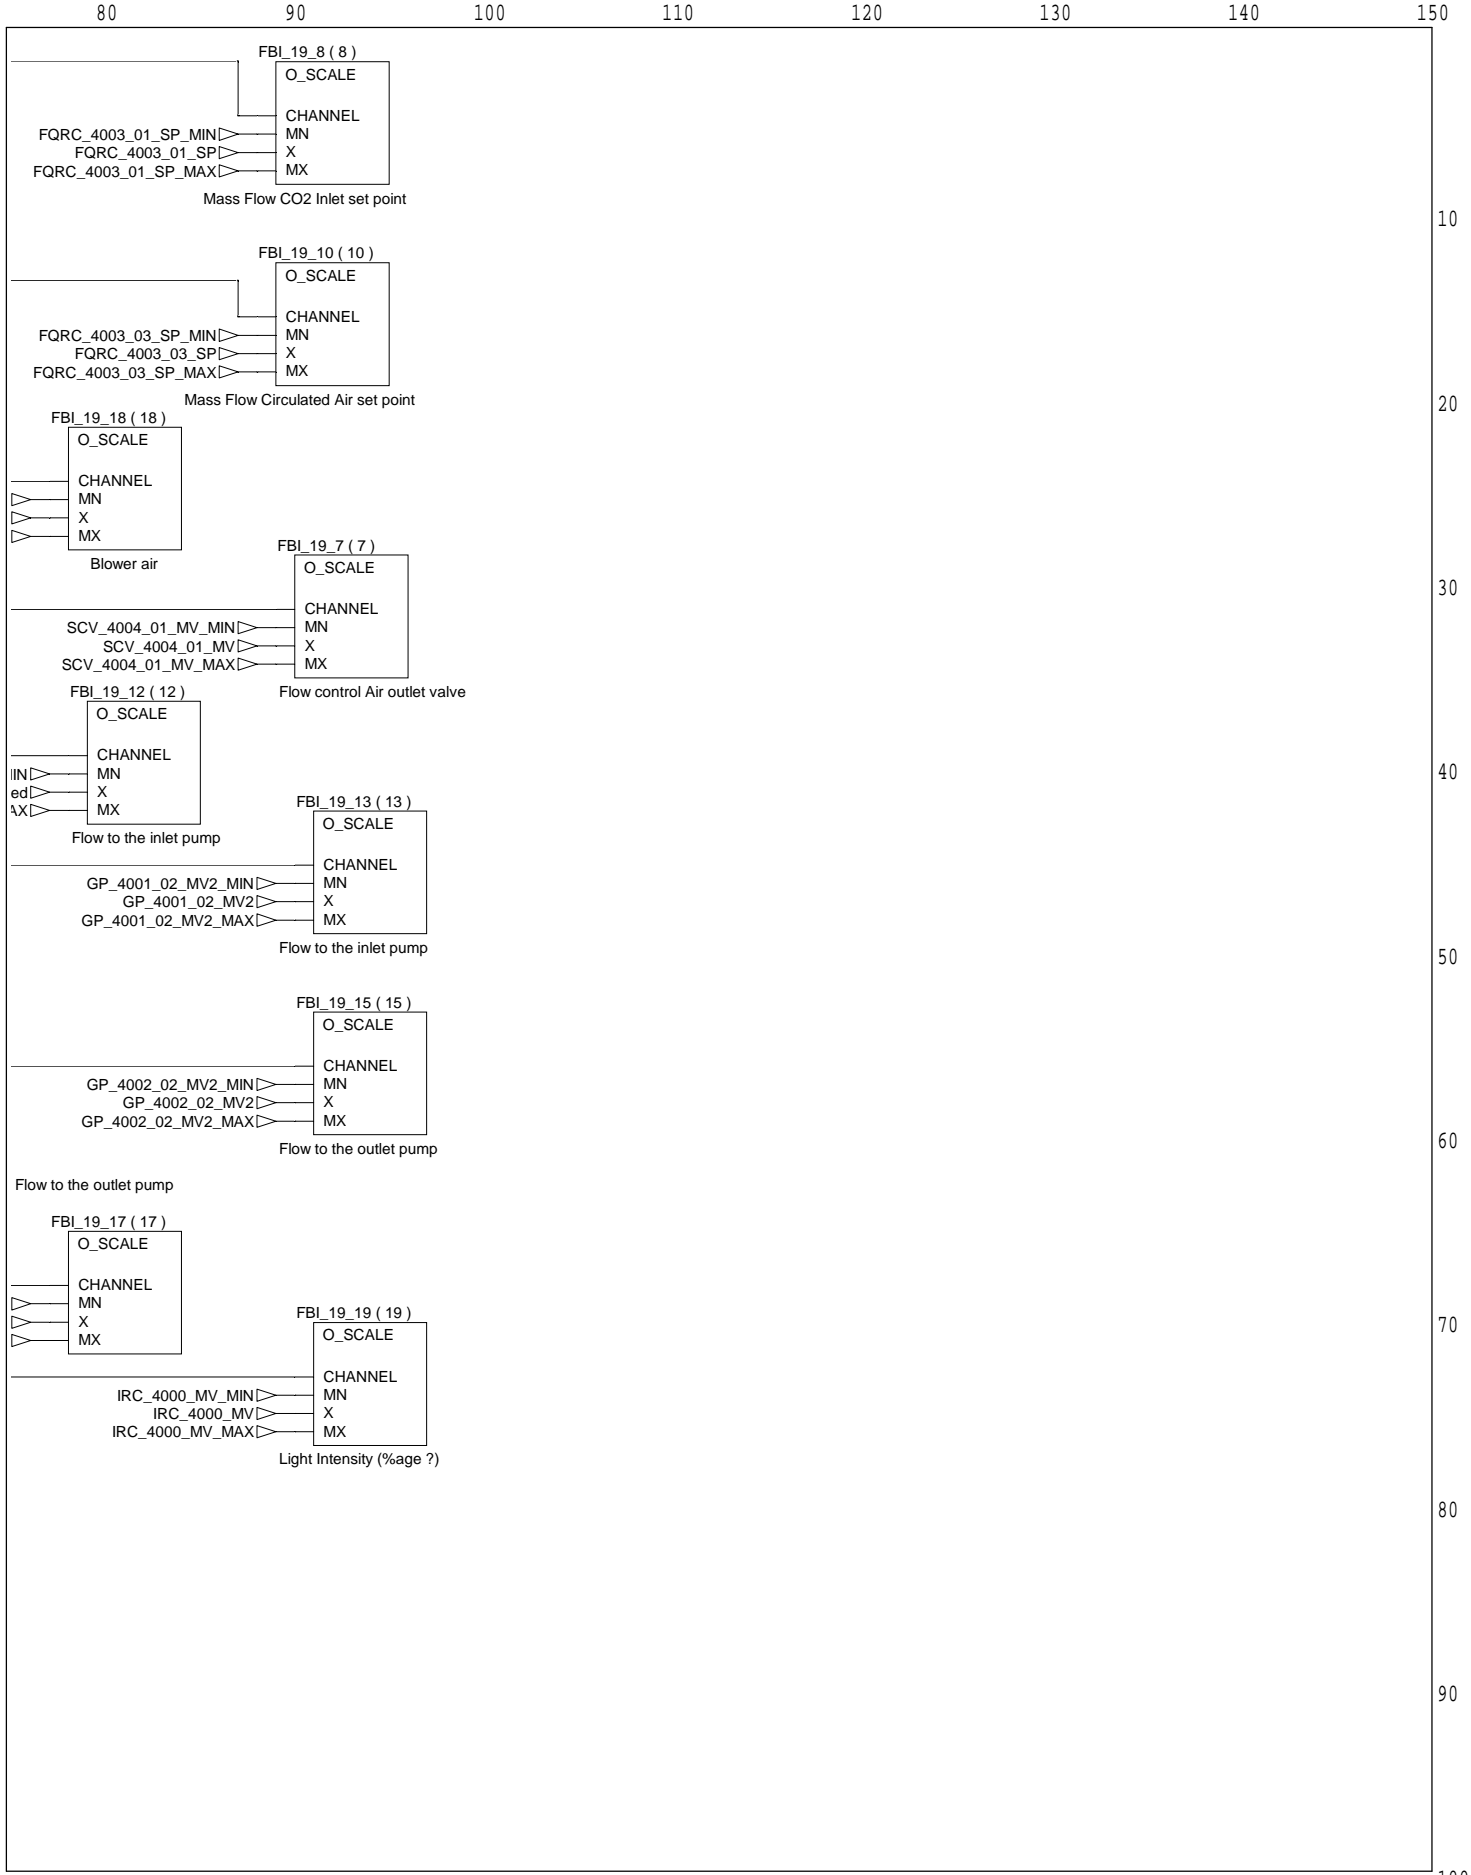 80 90 100 110 120 130 140 150
FBI_19_8 ( 8 )
O_SCALE
CHANNEL
FQRC_4003_01_SP_MIN MN
FQRC_4003_01_SP X
FQRC_4003_01_SP_MAX MX
Mass Flow CO2 Inlet set point
10
FBI_19_10 ( 10 )
O_SCALE
CHANNEL
FQRC_4003_03_SP_MIN MN
FQRC_4003_03_SP X
FQRC_4003_03_SP_MAX MX
Mass Flow Circulated Air set point
20
FBI_19_18 ( 18 )
O_SCALE
CHANNEL
MN
X
MX
Blower air
FBI_19_7 ( 7 )
O_SCALE
30
CHANNEL
SCV_4004_01_MV_MIN MN
SCV_4004_01_MV X
SCV_4004_01_MV_MAX MX
Flow control Air outlet valve
FBI_19_12 ( 12 )
O_SCALE
CHANNEL
IN MN
40
ed X
AX MX
Flow to the inlet pump
FBI_19_13 ( 13 )
O_SCALE
CHANNEL
GP_4001_02_MV2_MIN MN
GP_4001_02_MV2 X
GP_4001_02_MV2_MAX MX
Flow to the inlet pump
50
FBI_19_15 ( 15 )
O_SCALE
CHANNEL
GP_4002_02_MV2_MIN MN
GP_4002_02_MV2 X
GP_4002_02_MV2_MAX MX
Flow to the outlet pump
60
Flow to the outlet pump
FBI_19_17 ( 17 )
O_SCALE
CHANNEL
MN
X
MX
FBI_19_19 ( 19 )
70
O_SCALE
CHANNEL
IRC_4000_MV_MIN MN
IRC_4000_MV X
IRC_4000_MV_MAX MX
Light Intensity (%age ?)
80
90